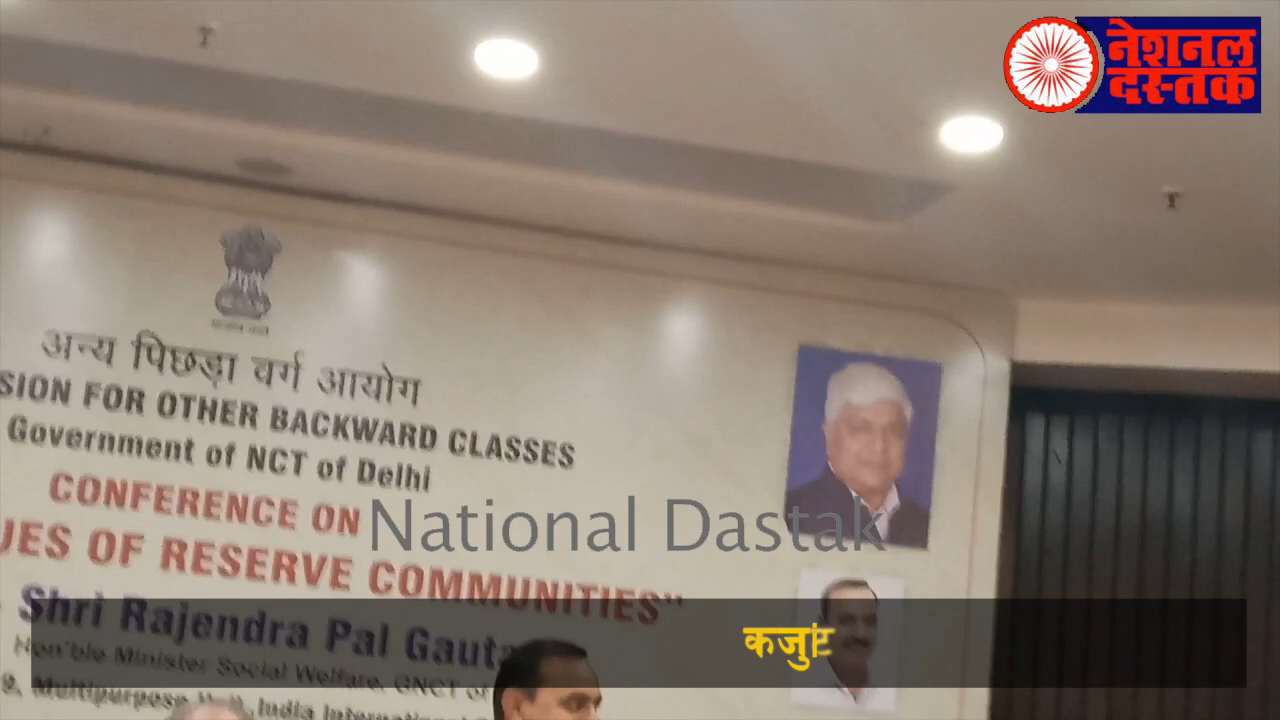 नेशनल
दस्तक
अन्य पिछड़ा वर्ग आयोग
SION FOR OTHER BACKWARD CLASSES
Government of NCT of Delhi
CONFERENCE ON
National Dastak
UES OF RESERVE COMMUNITIES"
Shri Rajendra Pal Gauta
Hon'ble Minister Social Welfare, GNCT of
9, Multipurpose Hall, India International